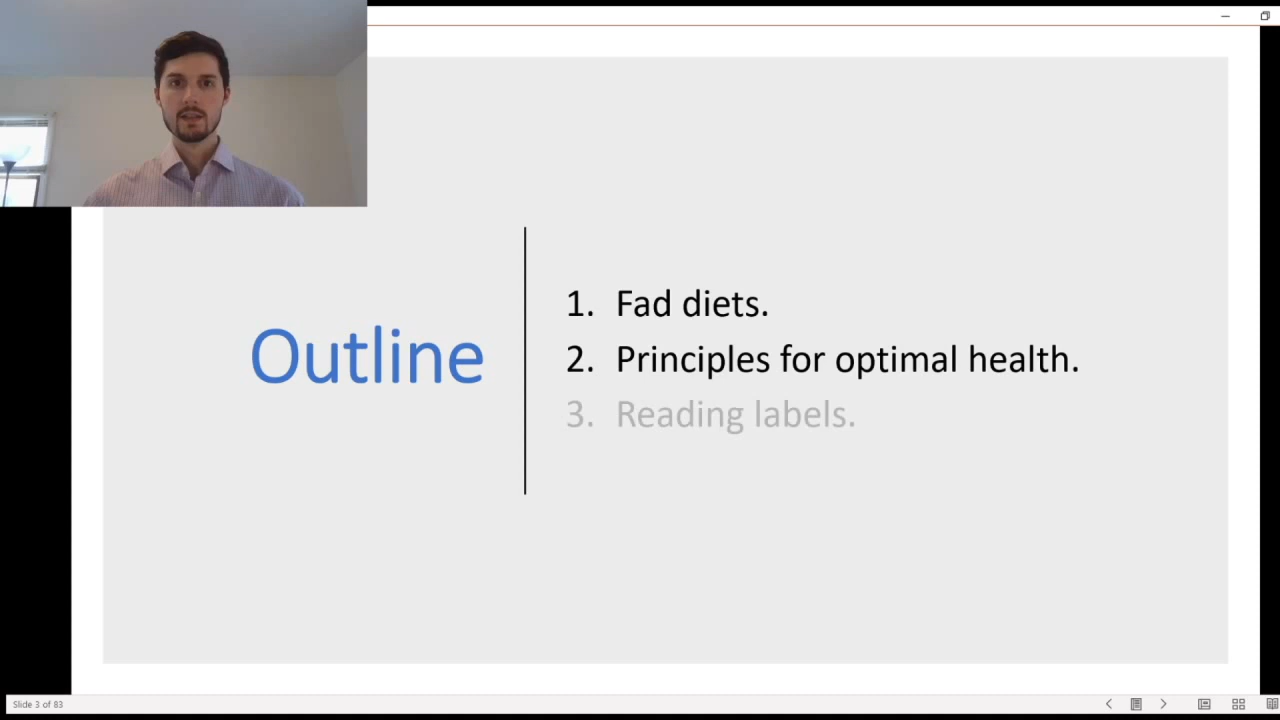 Outline
1. Fad diets.
2. Principles for optimal health.
3. Reading labels.
Slide 3 of 83